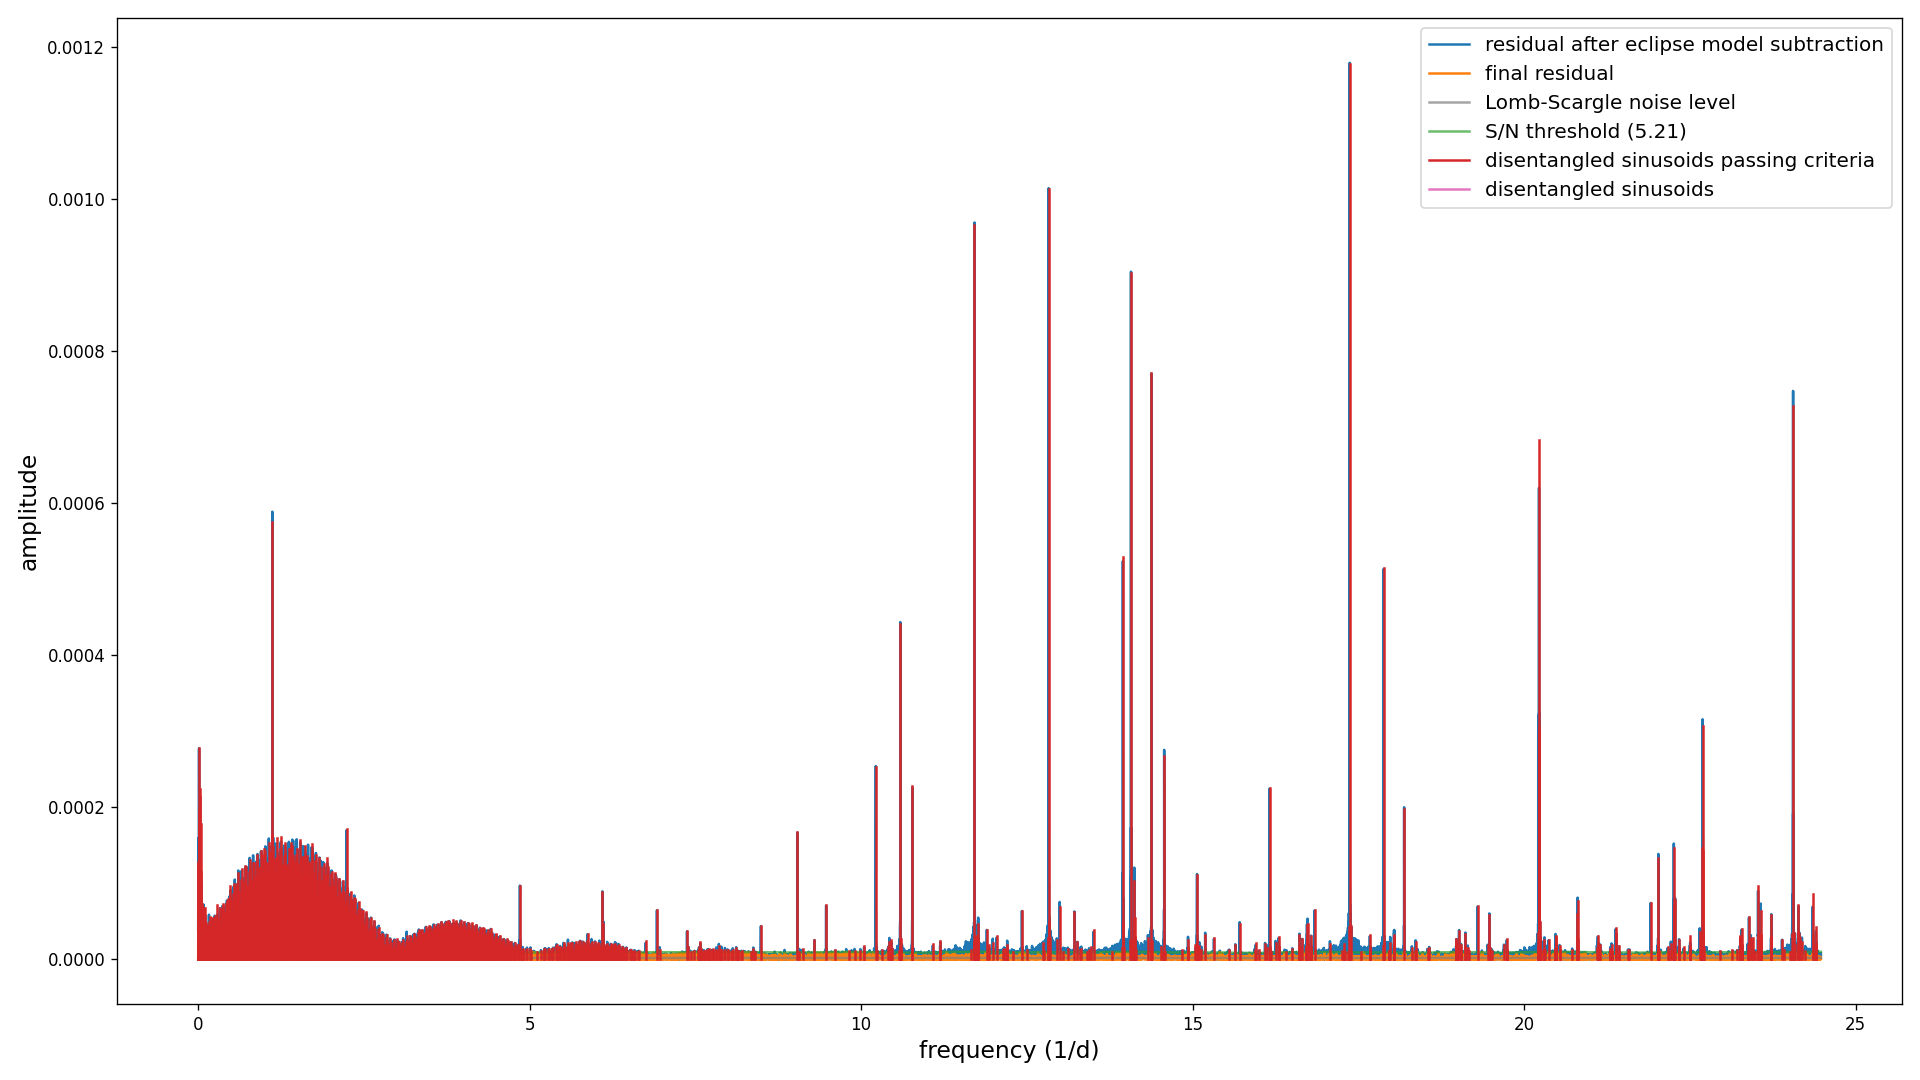 0.0012
0.0010
0.0008
0.0006
0.0004
0.0002
0.0000
amplitude
0
5
10
15
20
25
frequency (1/d)
residual after eclipse model subtraction
final residual
Lomb-Scargle noise level
S/N threshold (5.21)
disentangled sinusoids passing criteria
disentangled sinusoids